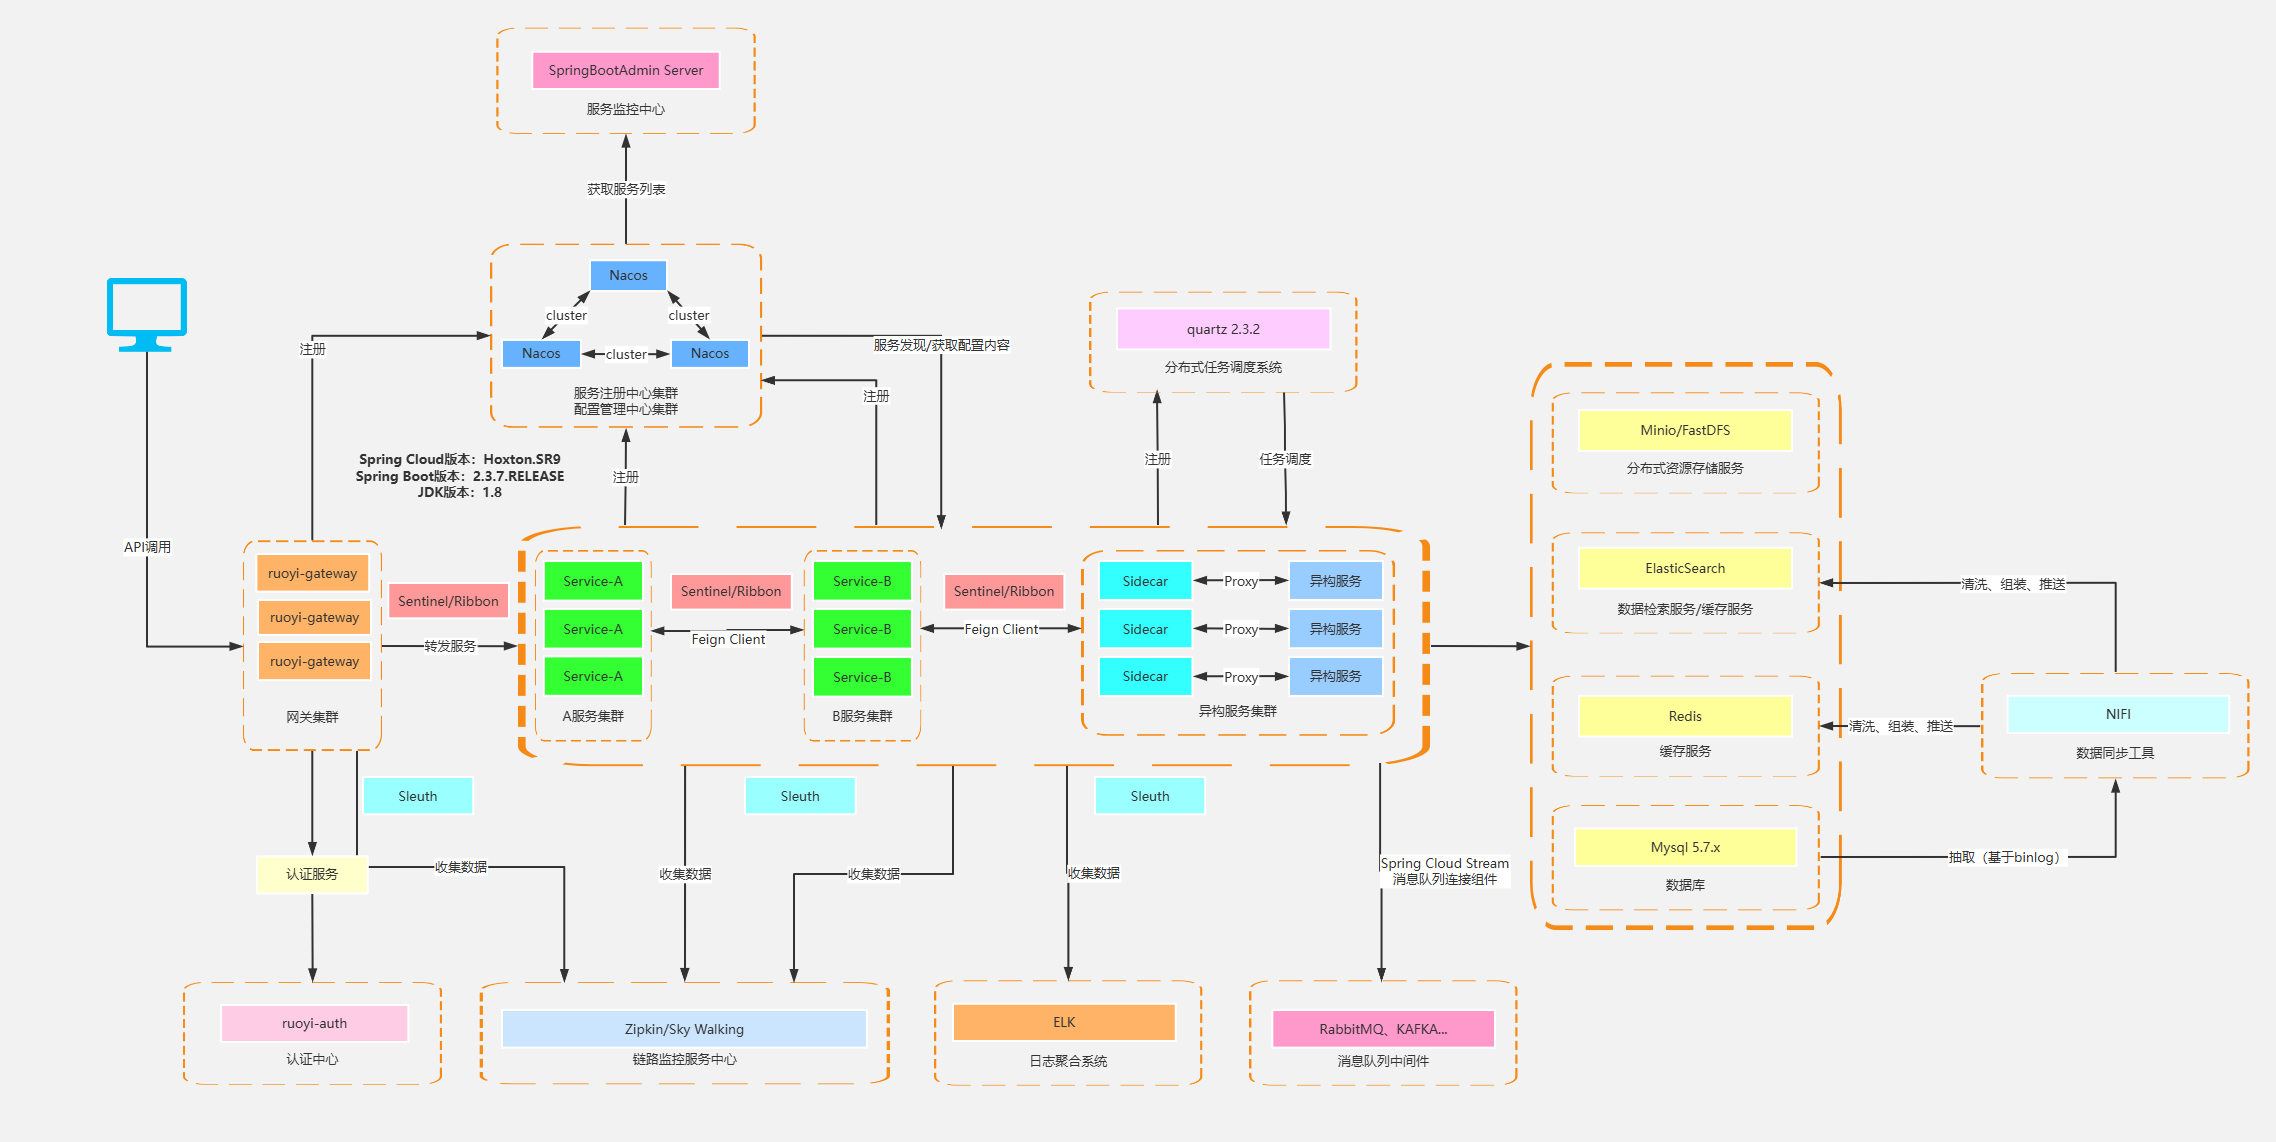 SpringBootAdmin Server
服务监控中心
获取服务列表
Nacos
cluster
cluster
Nacos
cluster
Nacos
服务注册中心集群
配置管理中心集群
注册
服务发现/获取配置内容
注册
注册
quartz 2.3.2
分布式任务调度系统
注册
任务调度
Spring Cloud版本：Hoxton.SR9
Spring Boot版本：2.3.7.RELEASE
JDK版本：1.8
API调用
ruoyi-gateway
ruoyi-gateway
ruoyi-gateway
网关集群
Sentinel/Ribbon
转发服务
Service-A
Service-A
Service-A
A服务集群
Sentinel/Ribbon
Feign Client
Service-B
Service-B
Service-B
B服务集群
Sentinel/Ribbon
Feign Client
Sidecar
Proxy
异构服务
Sidecar
Proxy
异构服务
Sidecar
Proxy
异构服务
异构服务集群
Minio/FastDFS
分布式资源存储服务
ElasticSearch
数据检索服务/缓存服务
Redis
缓存服务
Mysql 5.7.x
数据库
清洗、组装、推送
清洗、组装、推送
NIFI
数据同步工具
抽取（基于binlog）
Sleuth
Sleuth
Sleuth
认证服务
收集数据
收集数据
收集数据
收集数据
Spring Cloud Stream
消息队列连接组件
ruoyi-auth
认证中心
Zipkin/Sky Walking
链路监控服务中心
ELK
日志聚合系统
RabbitMQ、KAFKA...
消息队列中间件